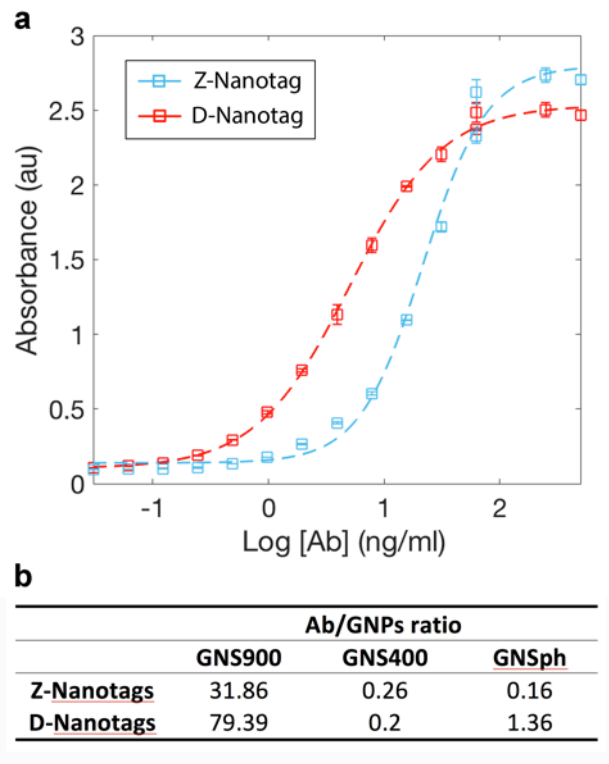 a
3
2.5
2
1.5
1
0.5
0
Absorbance (au)
Z-Nanotag
D-Nanotag
-1 0 1 2
Log [Ab] (ng/ml)
b
Ab/GNPs ratio
GNS900 GNS400 GNSph
Z-Nanotags 31.86 0.26 0.16
D-Nanotags 79.39 0.2 1.36